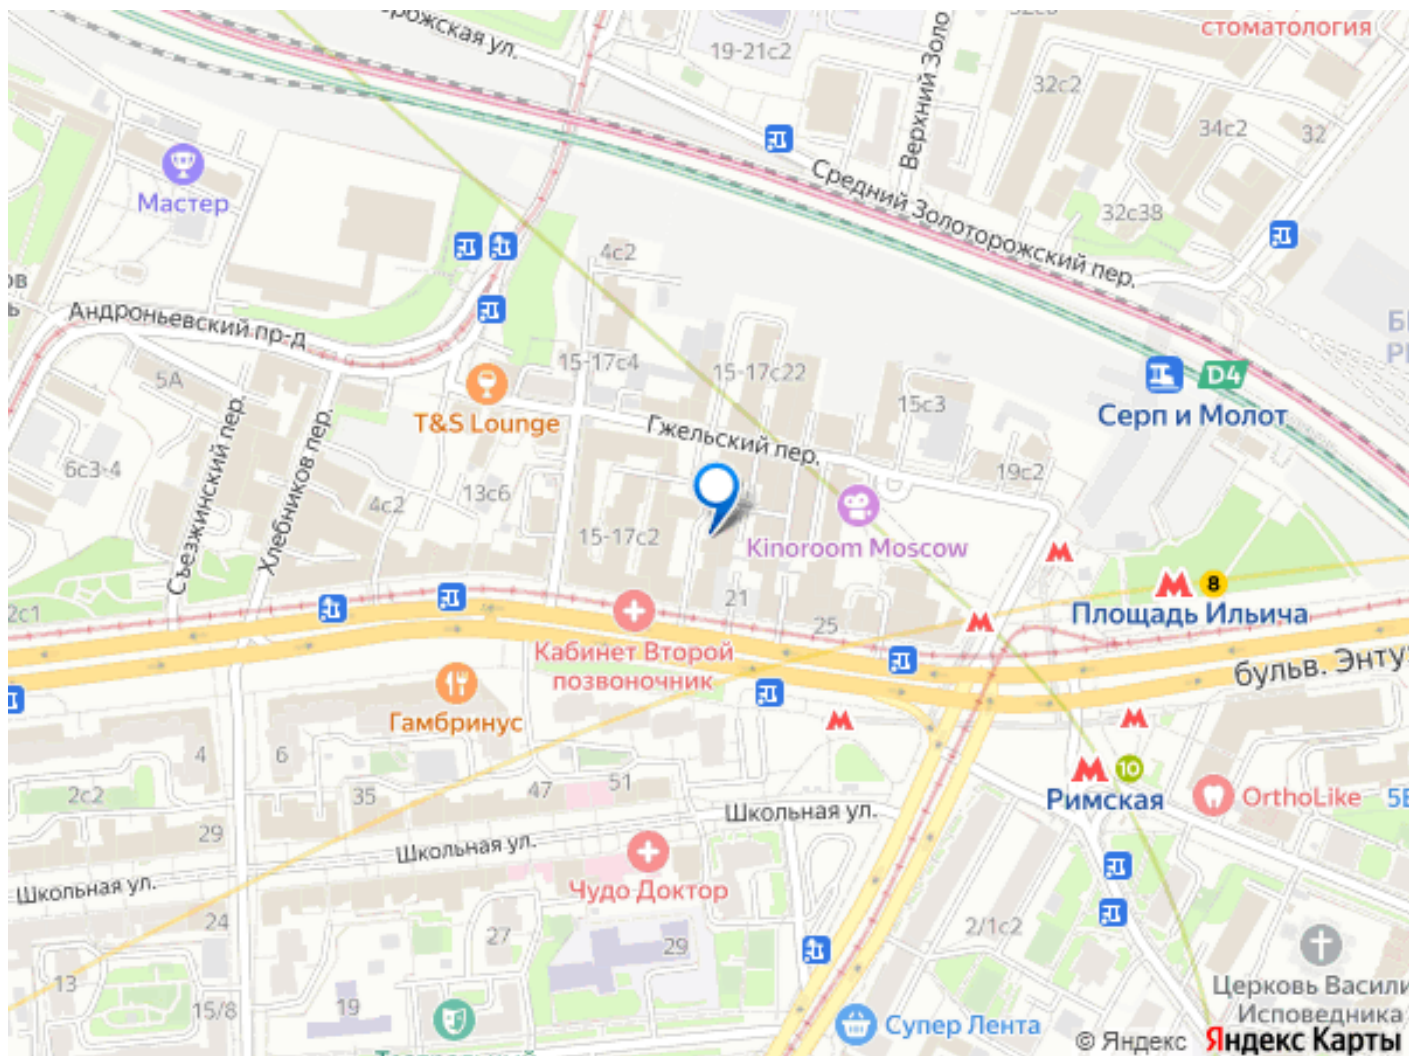 стоматология
орожская ул.
19-21с2
Верхний Золо
32с2
34с2
32
Средний Золоторожский пер.
32с38
Мастер
4с2
ов
ь
Андроньевский пр-д
5А
15-17с4
15-17с22
15с3
D4
Серп и Молот
T&S Lounge
Гжельский пер.
19с2
6с3-4
Съезжинский пер.
Хлебников пер.
4с2
13с6
15-17с2
Kinoroom Moscow
8
Площадь Ильича
2с1
21
25
Кабинет Второй
позвоночник
бульв. Энту
Гамбринус
4
6
2с2
35
47
51
Школьная ул.
10
Римская
OrthoLike
29
Школьная ул.
Школьная ул.
Чудо Доктор
24
27
29
2/1с2
13
15/8
19
Церковь Васили
Исповедника
Супер Лента
© Яндекс
Яндекс Карты